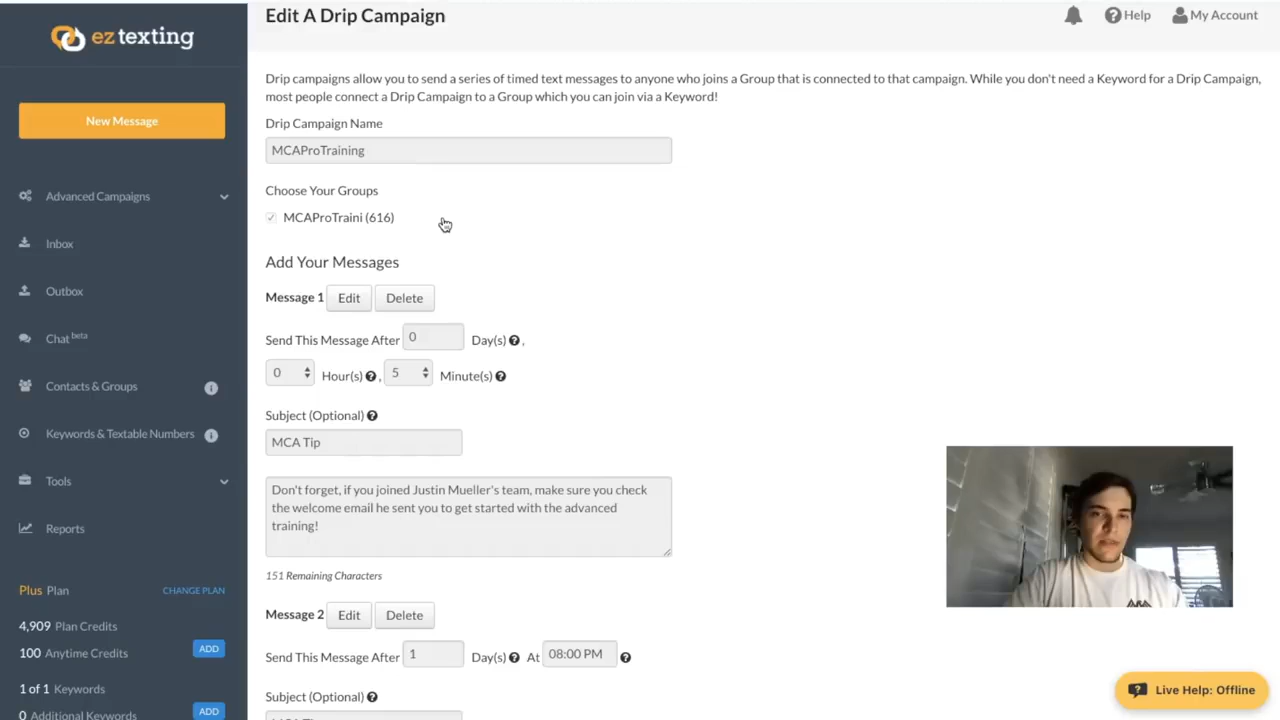 Edit A Drip Campaign
Help
My Account
eztexting
New Message
Advanced Campaigns
Inbox
Outbox
Chat beta
Contacts & Groups
Keywords & Textable Numbers
Tools
Reports
Plus Plan
CHANGE PLAN
4,909 Plan Credits
100 Anytime Credits
ADD
1 of 1 Keywords
0 Additional Keywords
ADD
Drip campaigns allow you to send a series of timed text messages to anyone who joins a Group that is connected to that campaign. While you don't need a Keyword for a Drip Campaign,
most people connect a Drip Campaign to a Group which you can join via a Keyword!
Drip Campaign Name
MCAProTraining
Choose Your Groups
MCAProTraini (616)
Add Your Messages
Message 1 Edit Delete
Send This Message After 0 Day(s) ,
0 Hour(s) , 5 Minute(s)
Subject (Optional)
MCA Tip
Don't forget, if you joined Justin Mueller's team, make sure you check
the welcome email he sent you to get started with the advanced
training!
151 Remaining Characters
Message 2 Edit Delete
Send This Message After 1 Day(s) At 08:00 PM
Subject (Optional)
Live Help: Offline